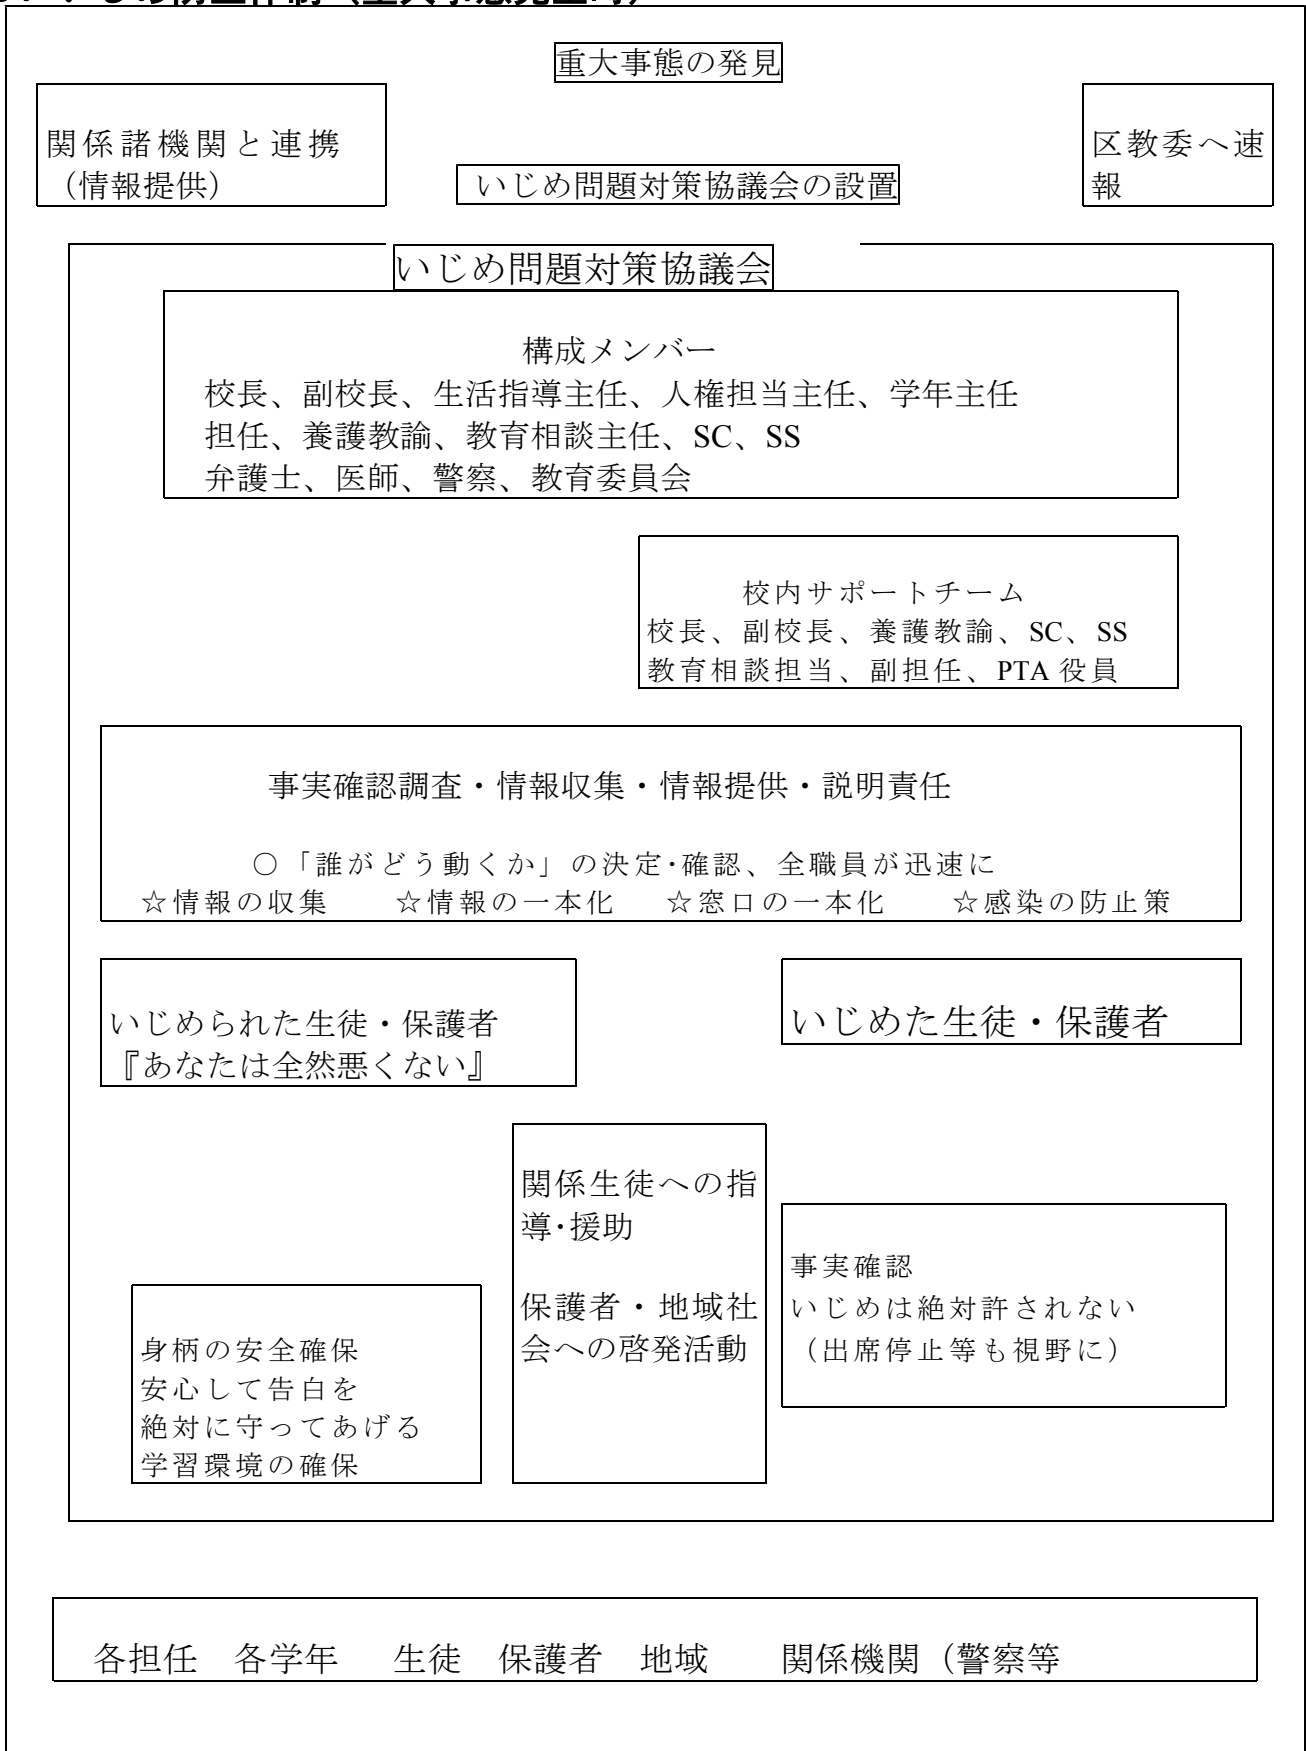 重大事態の発見
関係諸機関と連携
（情報提供）
区教委へ速
報
いじめ問題対策協議会の設置
いじめ問題対策協議会
構成メンバー
校長、副校長、生活指導主任、人権担当主任、学年主任
担任、養護教諭、教育相談主任、SC、SS
弁護士、医師、警察、教育委員会
校内サポートチーム
校長、副校長、養護教諭、SC、SS
教育相談担当、副担任、PTA 役員
事実確認調査・情報収集・情報提供・説明責任
○「誰がどう動くか」の決定･確認、全職員が迅速に
☆情報の収集　☆情報の一本化　☆窓口の一本化　☆感染の防止策
いじめられた生徒・保護者
『あなたは全然悪くない』
いじめた生徒・保護者
関係生徒への指
導･援助
保護者・地域社
会への啓発活動
事実確認
いじめは絶対許されない
（出席停止等も視野に）
身柄の安全確保
安心して告白を
絶対に守ってあげる
学習環境の確保
各担任　各学年　生徒　保護者　地域　関係機関（警察等